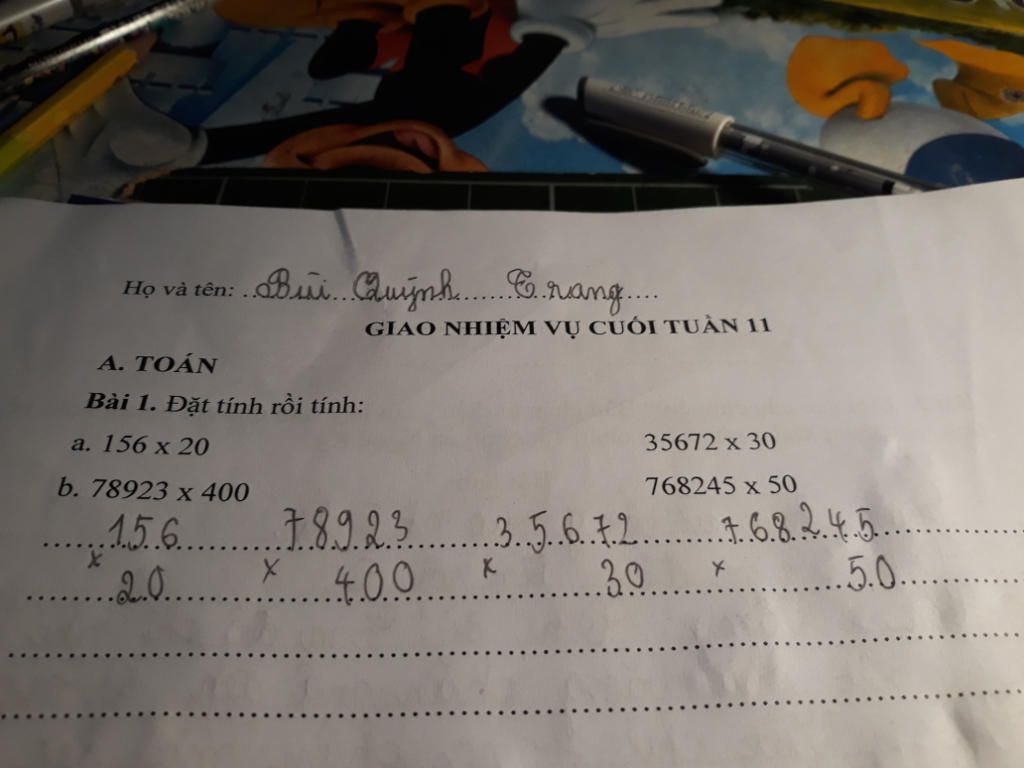 Họ và tên: ..Bùi Quỳnh Trang....
GIAO NHIỆM VỤ CUỐI TUẦN 11
A. TOÁN
Bài 1. Đặt tính rồi tính:
a. 156 x 20 35672 x 30
b. 78923 x 400 768245 x 50
156 78923 35672 768245
x x x x
20 400 30 50